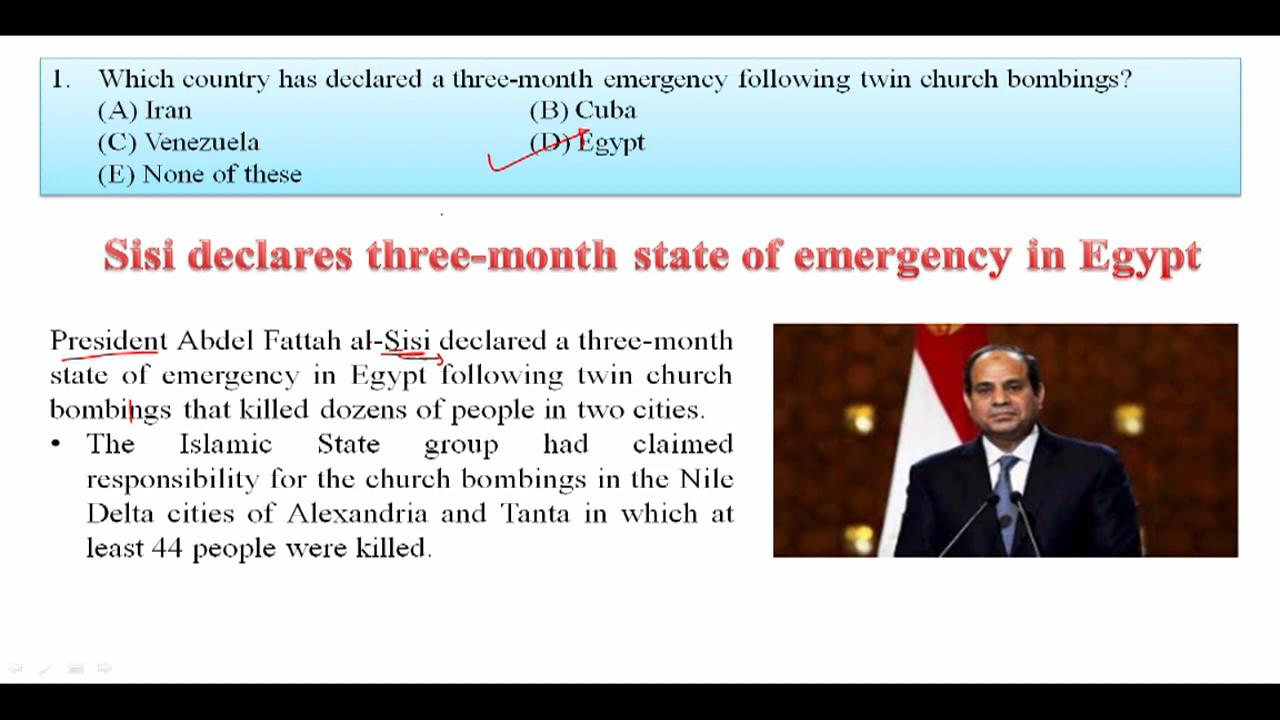 1. Which country has declared a three-month emergency following twin church bombings?
(A) Iran (B) Cuba
(C) Venezuela (D) Egypt
(E) None of these
Sisi declares three-month state of emergency in Egypt
President Abdel Fattah al-Sisi declared a three-month
state of emergency in Egypt following twin church
bombings that killed dozens of people in two cities.
• The Islamic State group had claimed
responsibility for the church bombings in the Nile
Delta cities of Alexandria and Tanta in which at
least 44 people were killed.